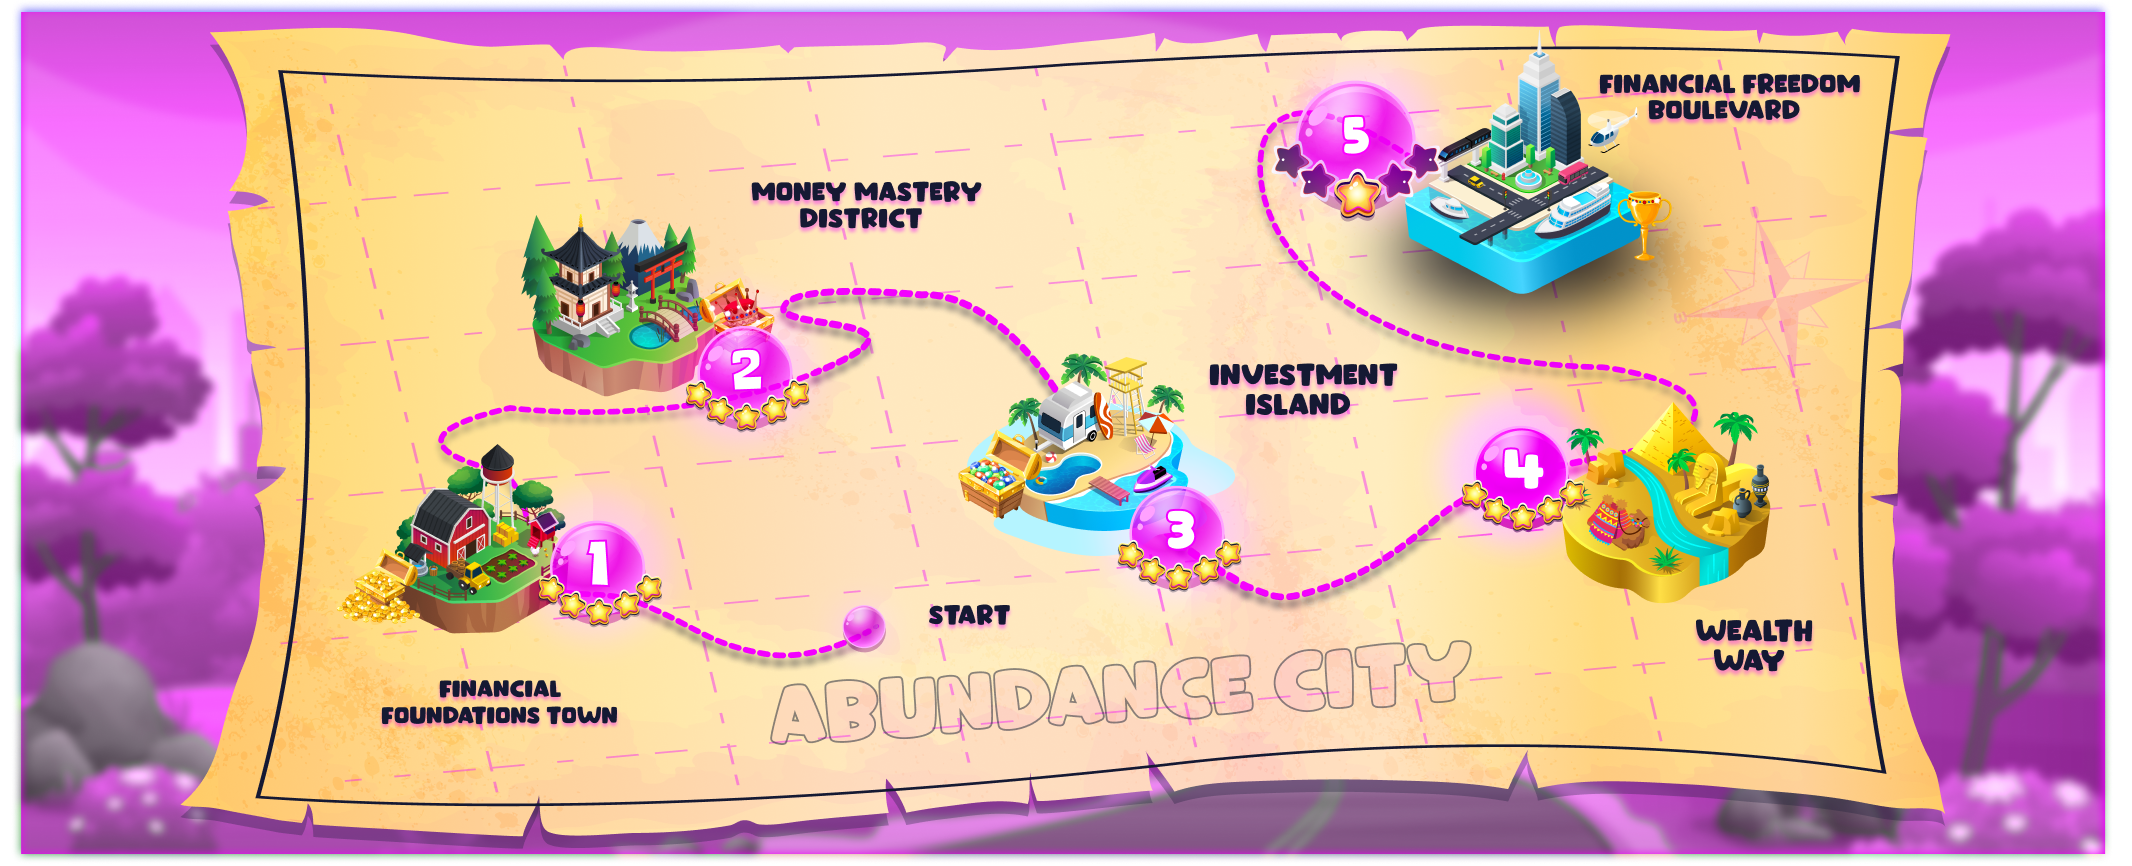 FINANCIAL FREEDOM
BOULEVARD
5
MONEY MASTERY
DISTRICT
2
INVESTMENT
ISLAND
4
3
1
START
WEALTH
WAY
ABUNDANCE CITY
FINANCIAL
FOUNDATIONS TOWN